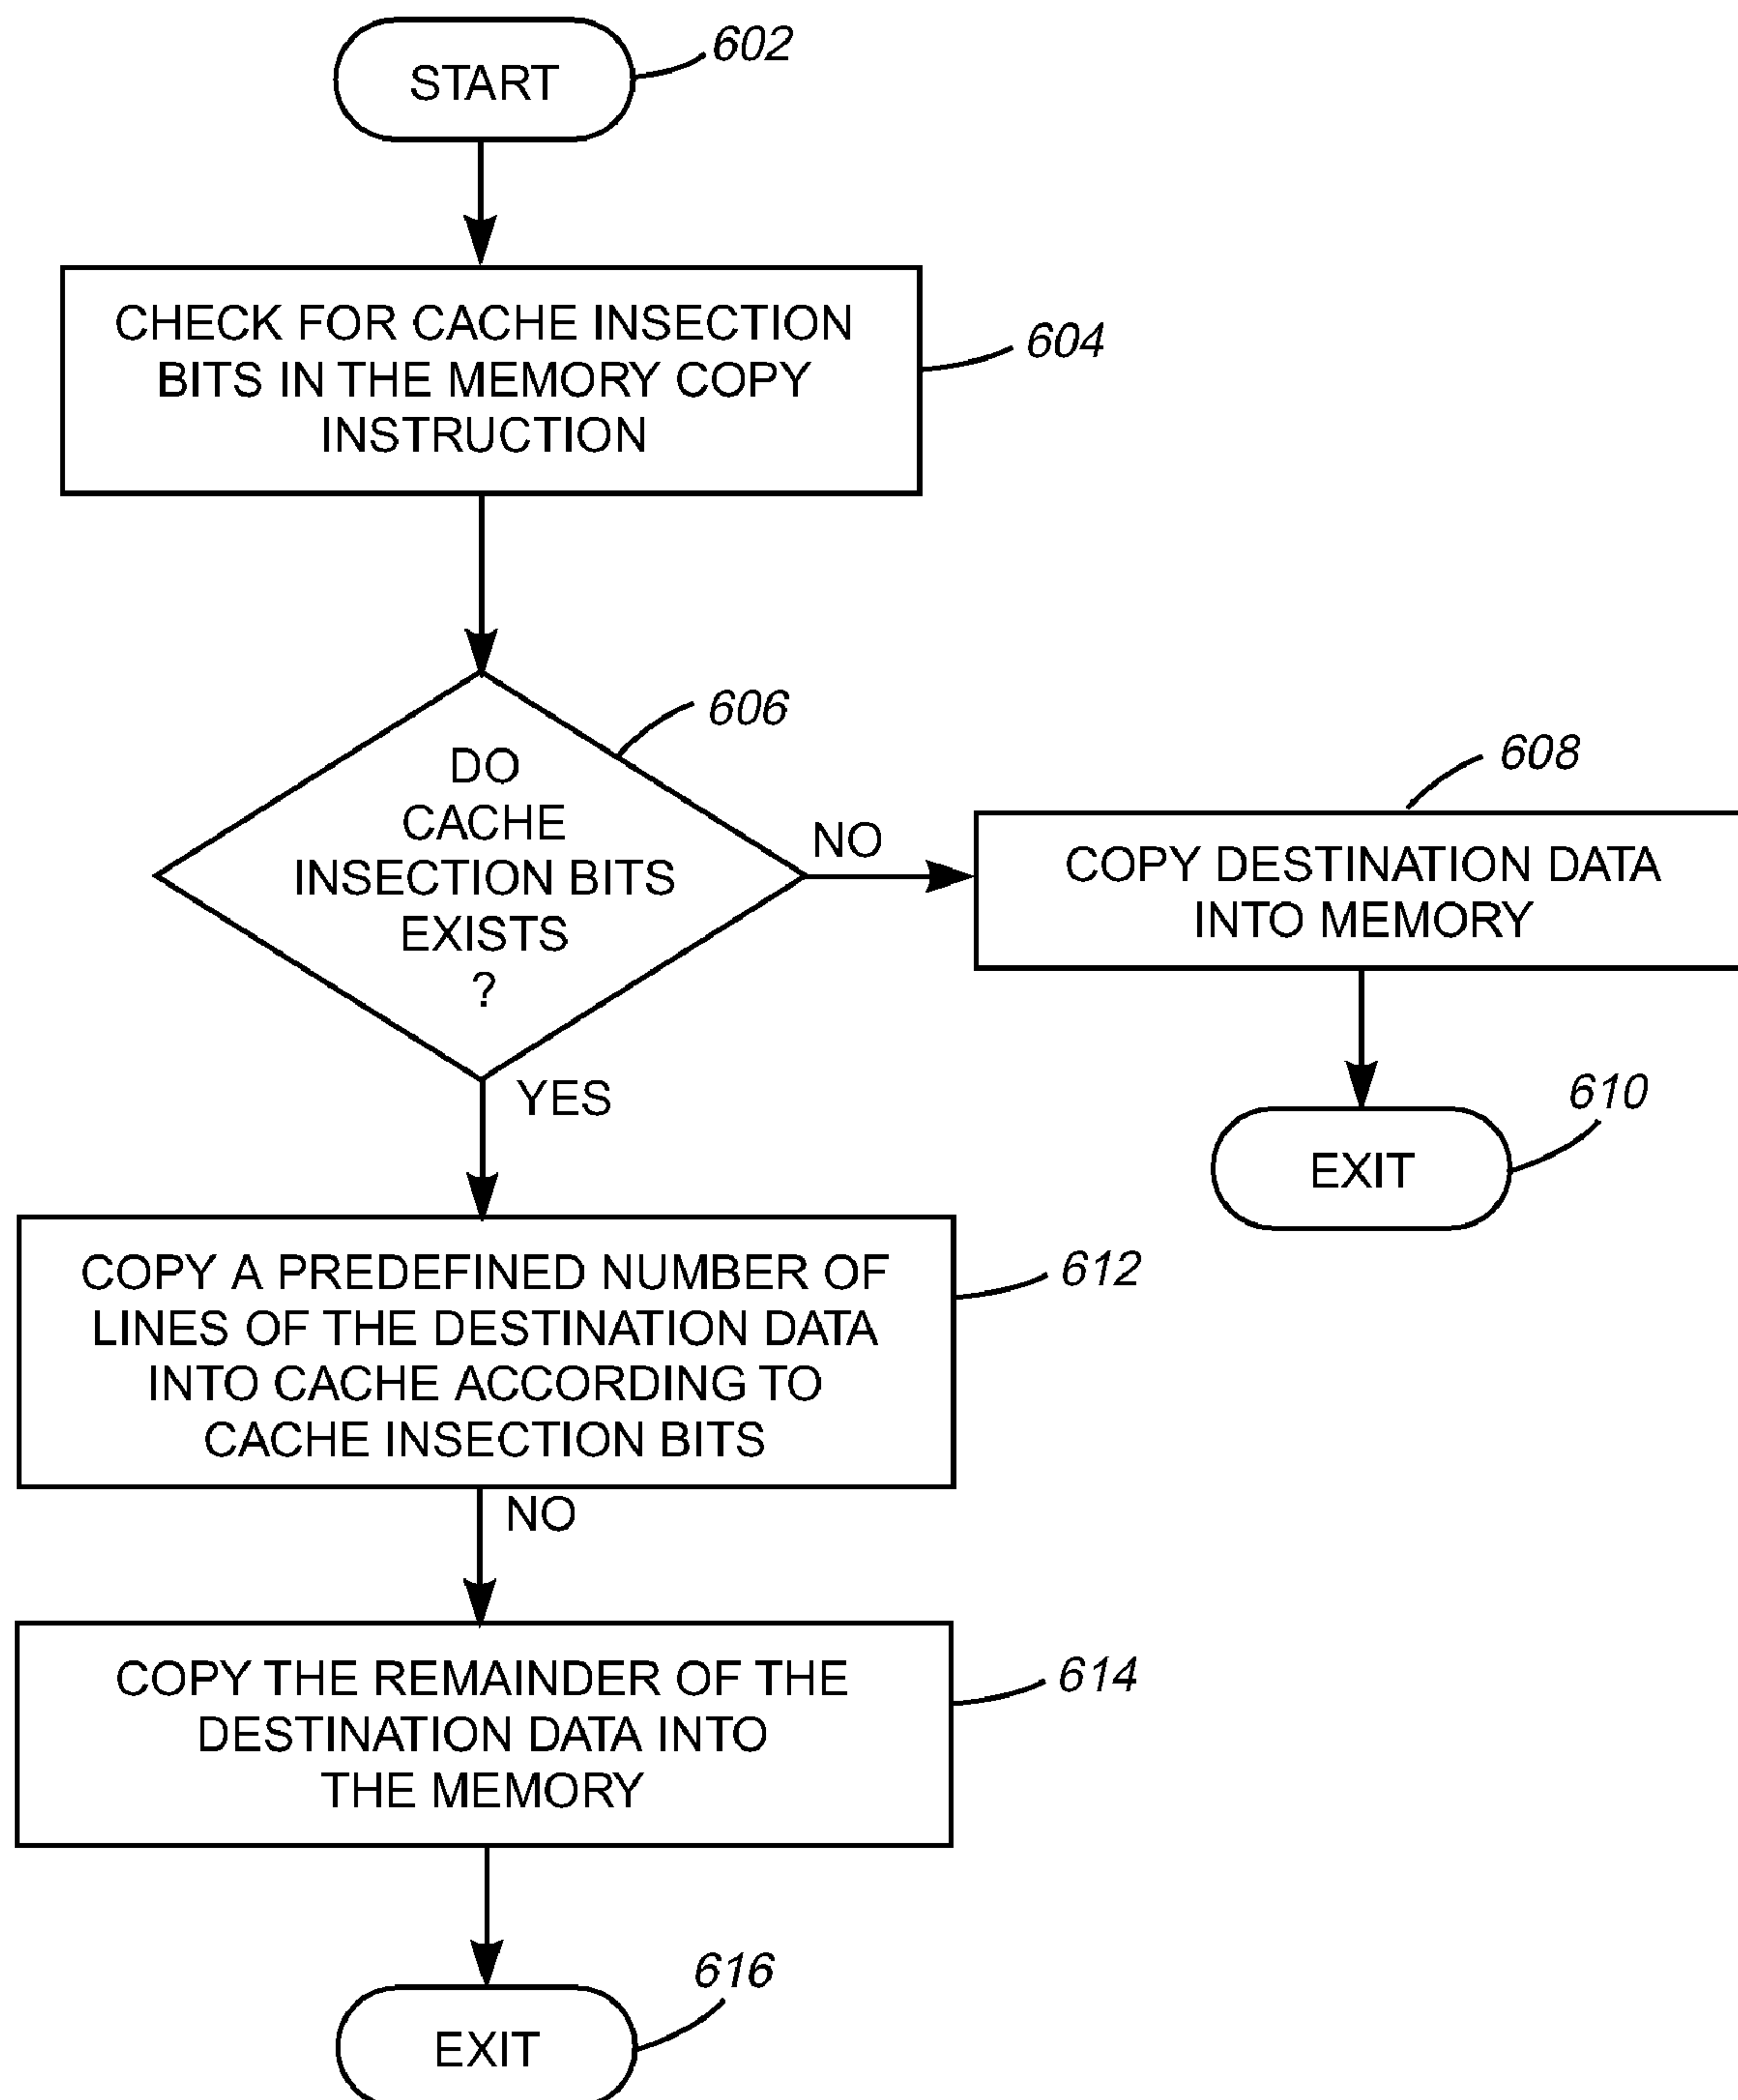 START
602
CHECK FOR CACHE INSECTION
BITS IN THE MEMORY COPY
INSTRUCTION
604
DO
CACHE
INSECTION BITS
EXISTS
?
606
NO
608
COPY DESTINATION DATA
INTO MEMORY
610
EXIT
YES
COPY A PREDEFINED NUMBER OF
LINES OF THE DESTINATION DATA
INTO CACHE ACCORDING TO
CACHE INSECTION BITS
612
NO
COPY THE REMAINDER OF THE
DESTINATION DATA INTO
THE MEMORY
614
616
EXIT